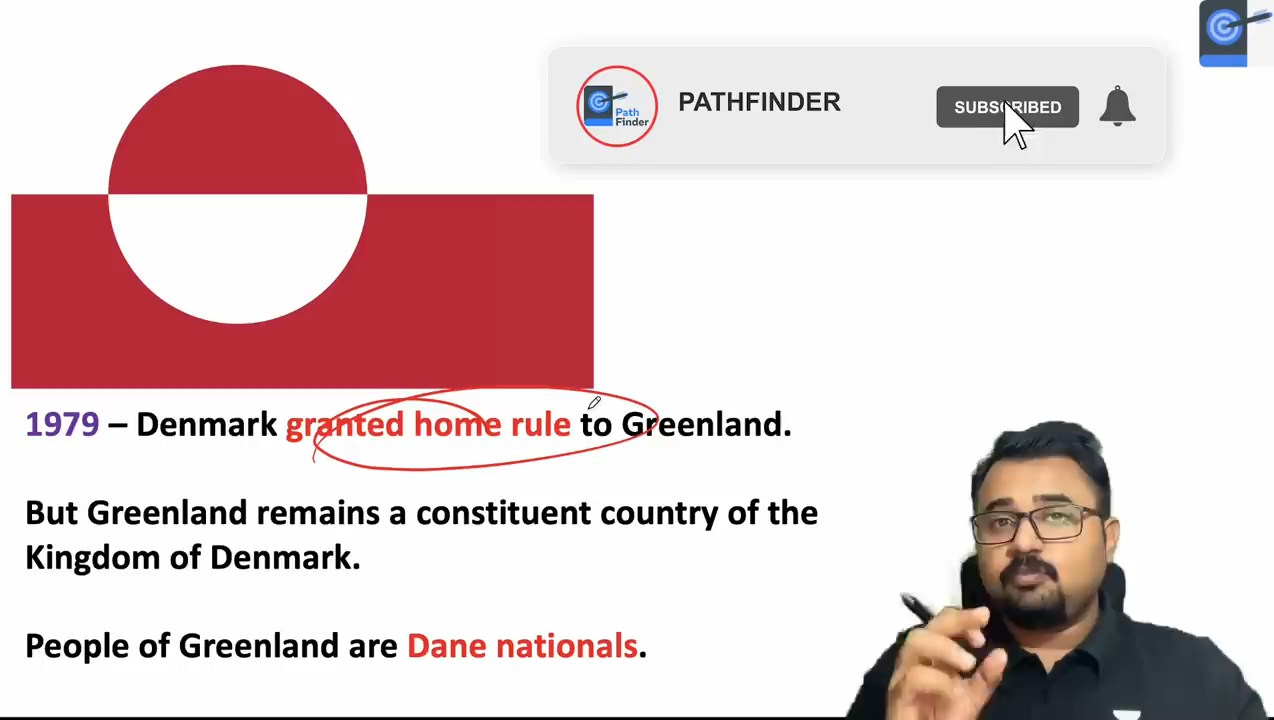 PATHFINDER
SUBSCRIBED
Path
Finder
1979 – Denmark granted home rule to Greenland.
But Greenland remains a constituent country of the
Kingdom of Denmark.
People of Greenland are Dane nationals.